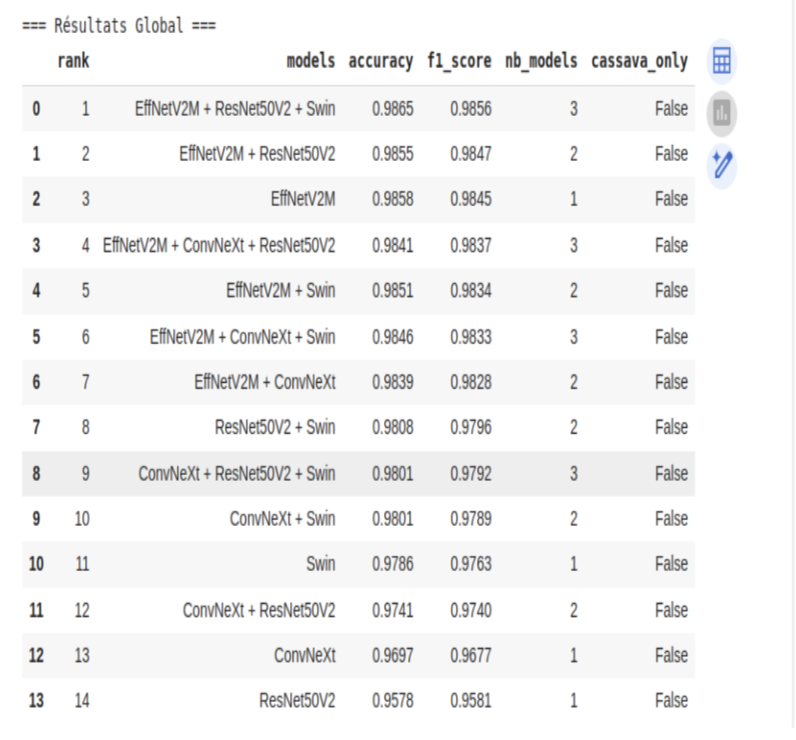 === Résultats Global ===
rank models accuracy f1_score nb_models cassava_only
0 1 EffNetV2M + ResNet50V2 + Swin 0.9865 0.9856 3 False
1 2 EffNetV2M + ResNet50V2 0.9855 0.9847 2 False
2 3 EffNetV2M 0.9858 0.9845 1 False
3 4 EffNetV2M + ConvNeXt + ResNet50V2 0.9841 0.9837 3 False
4 5 EffNetV2M + Swin 0.9851 0.9834 2 False
5 6 EffNetV2M + ConvNeXt + Swin 0.9846 0.9833 3 False
6 7 EffNetV2M + ConvNeXt 0.9839 0.9828 2 False
7 8 ResNet50V2 + Swin 0.9808 0.9796 2 False
8 9 ConvNeXt + ResNet50V2 + Swin 0.9801 0.9792 3 False
9 10 ConvNeXt + Swin 0.9801 0.9789 2 False
10 11 Swin 0.9786 0.9763 1 False
11 12 ConvNeXt + ResNet50V2 0.9741 0.9740 2 False
12 13 ConvNeXt 0.9697 0.9677 1 False
13 14 ResNet50V2 0.9578 0.9581 1 False